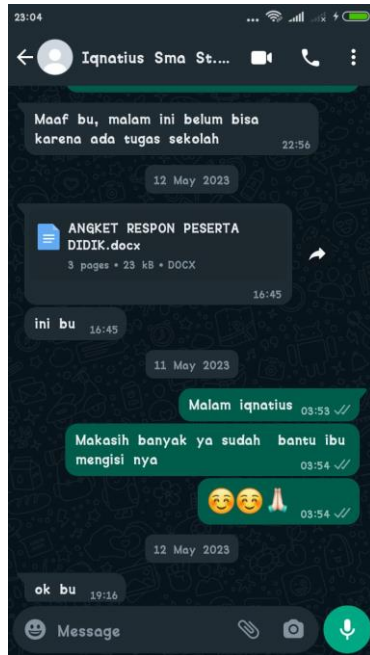 23:04
Iqnatius Sma St....
Maaf bu, malam ini belum bisa
karena ada tugas sekolah
22:56
12 May 2023
ANGKET RESPON PESERTA
DIDIK.docx
3 pages • 23 kB • DOCX
16:45
ini bu 16:45
11 May 2023
Malam iqnatius 03:53
Makasih banyak ya sudah bantu ibu
mengisi nya
03:54
03:54
12 May 2023
ok bu 19:16
Message